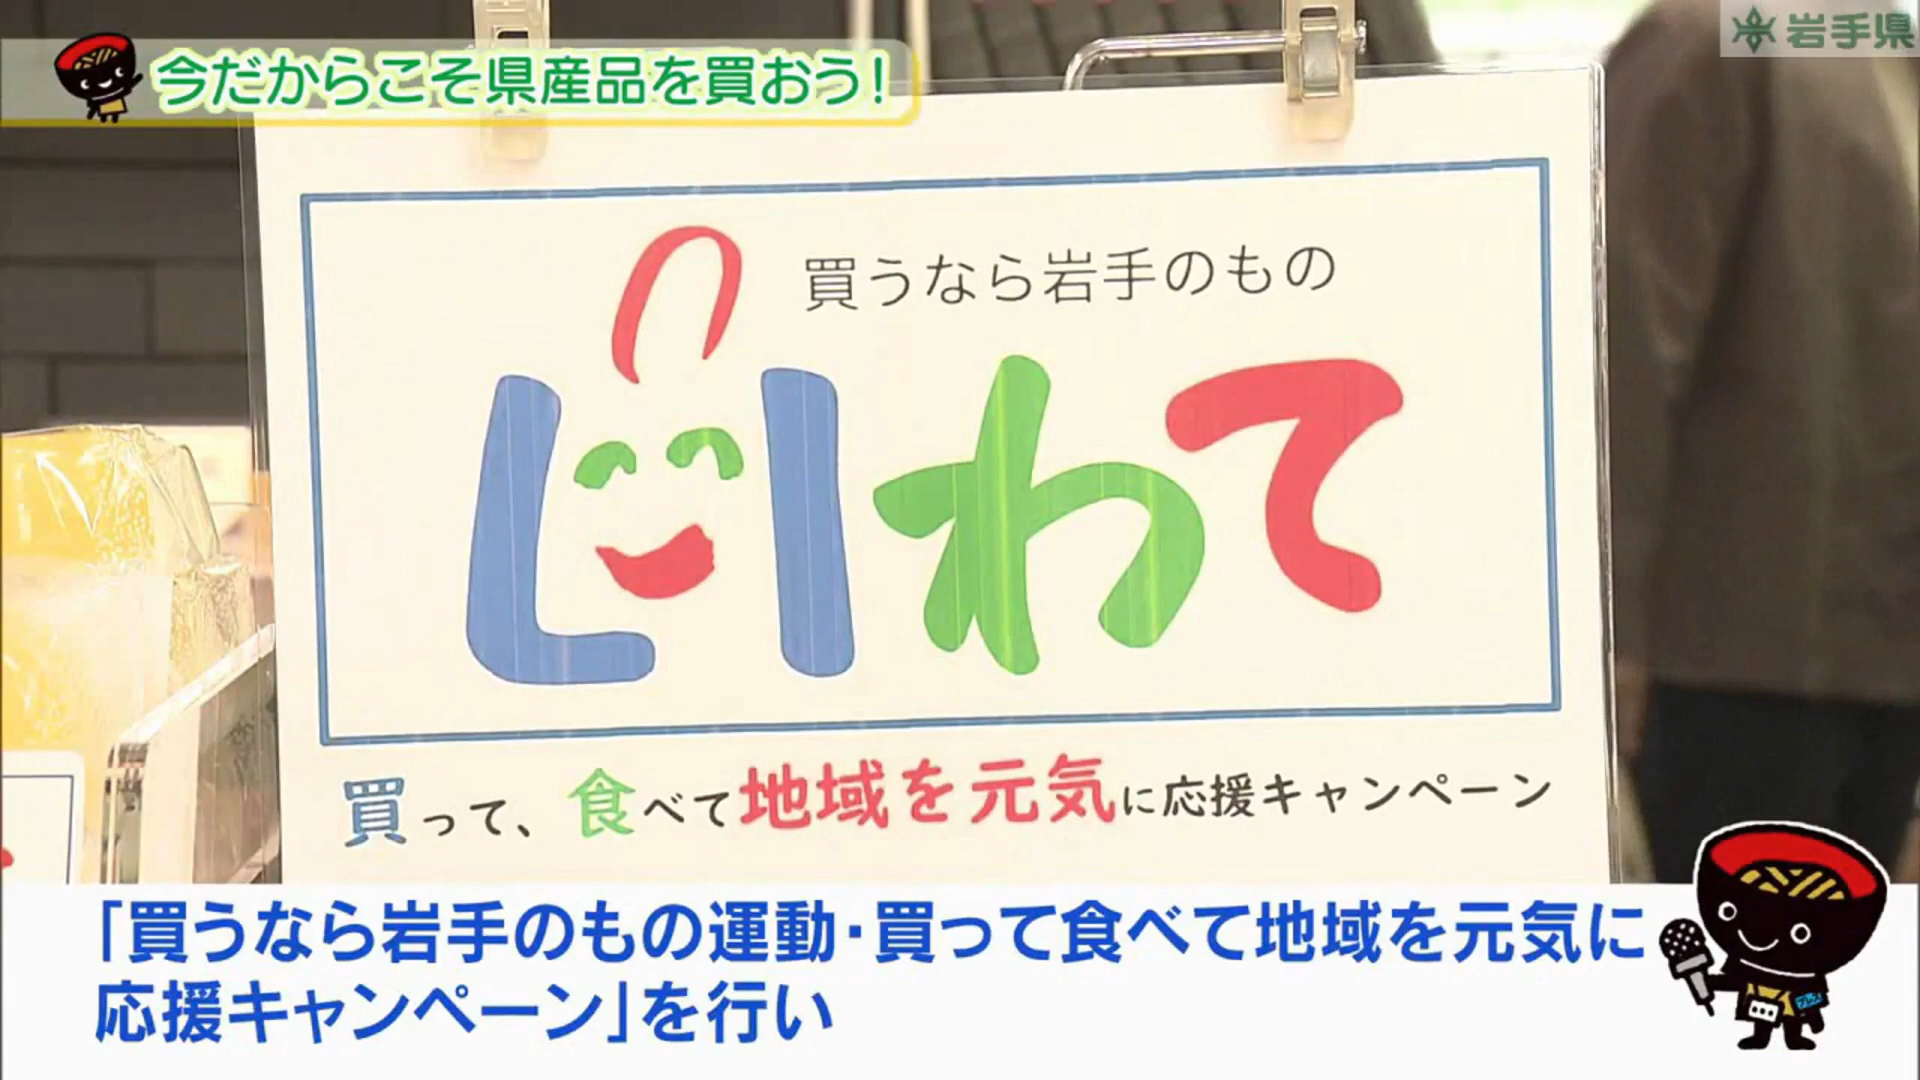 今だからこそ県産品を買おう!
岩手県
買うなら岩手のもの
いわて
買って、食べて地域を元気に応援キャンペーン
「買うなら岩手のもの運動・買って食べて地域を元気に
応援キャンペーン」を行い
プレス